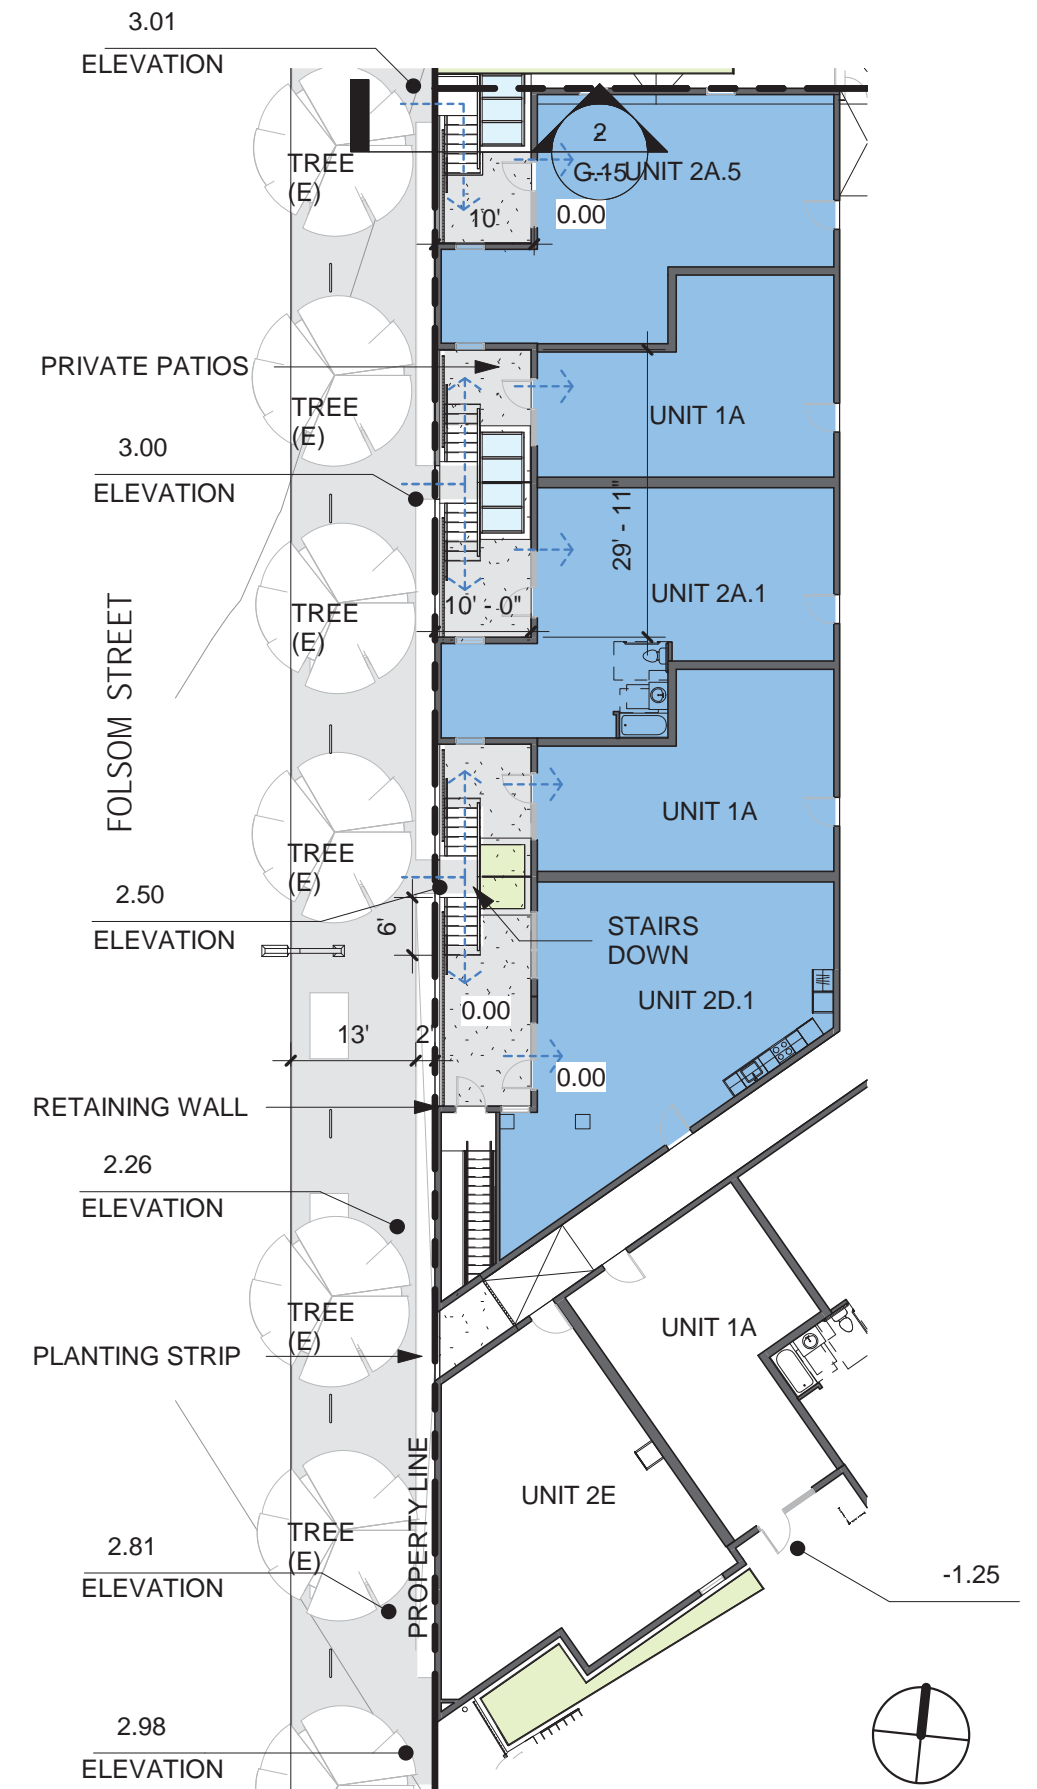 3.01
ELEVATION
TREE
(E)
2
G.15
UNIT 2A.5
0.00
10'
PRIVATE PATIOS
TREE
(E)
UNIT 1A
3.00
ELEVATION
29' - 11"
UNIT 2A.1
10' - 0"
TREE
(E)
FOLSOM STREET
UNIT 1A
TREE
(E)
2.50
ELEVATION
6'
STAIRS
DOWN
UNIT 2D.1
0.00
13'
2'
0.00
RETAINING WALL
2.26
ELEVATION
TREE
(E)
UNIT 1A
PLANTING STRIP
PROPERTY LINE
UNIT 2E
TREE
(E)
2.81
ELEVATION
-1.25
2.98
ELEVATION